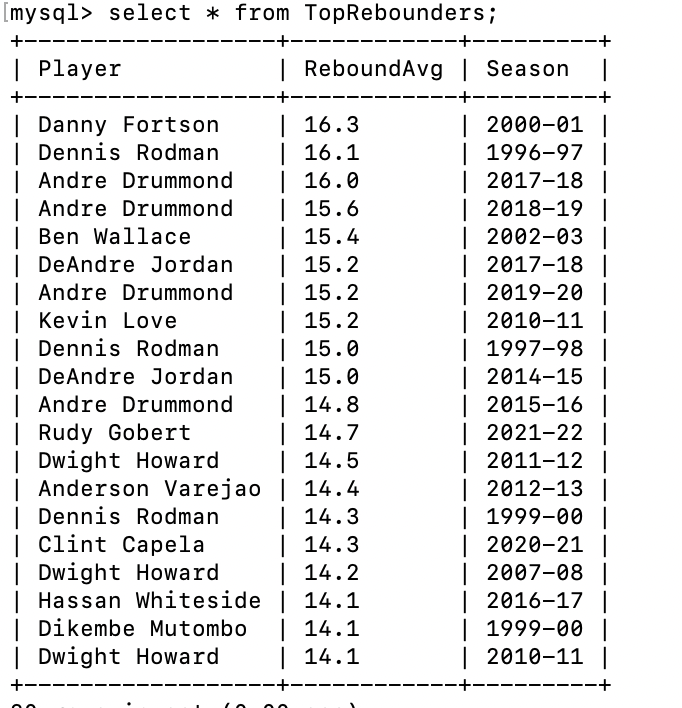 [mysql> select * from TopRebounders;
+-------------------+-------------+----------+
| Player            | ReboundAvg  | Season   |
+-------------------+-------------+----------+
| Danny Fortson     | 16.3        | 2000-01  |
| Dennis Rodman     | 16.1        | 1996-97  |
| Andre Drummond    | 16.0        | 2017-18  |
| Andre Drummond    | 15.6        | 2018-19  |
| Ben Wallace       | 15.4        | 2002-03  |
| DeAndre Jordan    | 15.2        | 2017-18  |
| Andre Drummond    | 15.2        | 2019-20  |
| Kevin Love        | 15.2        | 2010-11  |
| Dennis Rodman     | 15.0        | 1997-98  |
| DeAndre Jordan    | 15.0        | 2014-15  |
| Andre Drummond    | 14.8        | 2015-16  |
| Rudy Gobert       | 14.7        | 2021-22  |
| Dwight Howard     | 14.5        | 2011-12  |
| Anderson Varejao  | 14.4        | 2012-13  |
| Dennis Rodman     | 14.3        | 1999-00  |
| Clint Capela      | 14.3        | 2020-21  |
| Dwight Howard     | 14.2        | 2007-08  |
| Hassan Whiteside  | 14.1        | 2016-17  |
| Dikembe Mutombo   | 14.1        | 1999-00  |
| Dwight Howard     | 14.1        | 2010-11  |
+-------------------+-------------+----------+